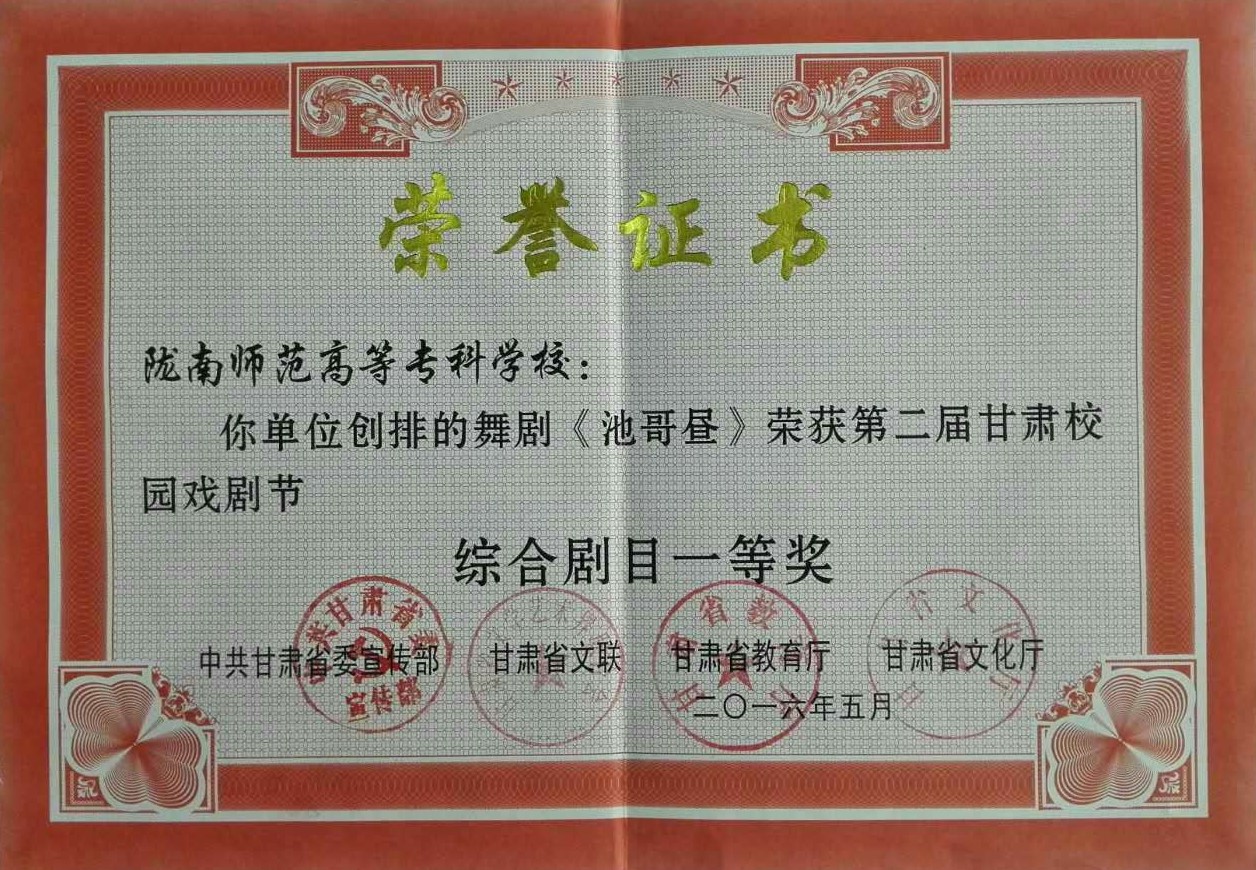 荣誉证书
陇南师范高等专科学校：
你单位创排的舞剧《池哥昼》荣获第二届甘肃校
园戏剧节
综合剧目一等奖
中共甘肃省委宣传部 甘肃省文联 甘肃省教育厅 甘肃省文化厅
二〇一六年五月